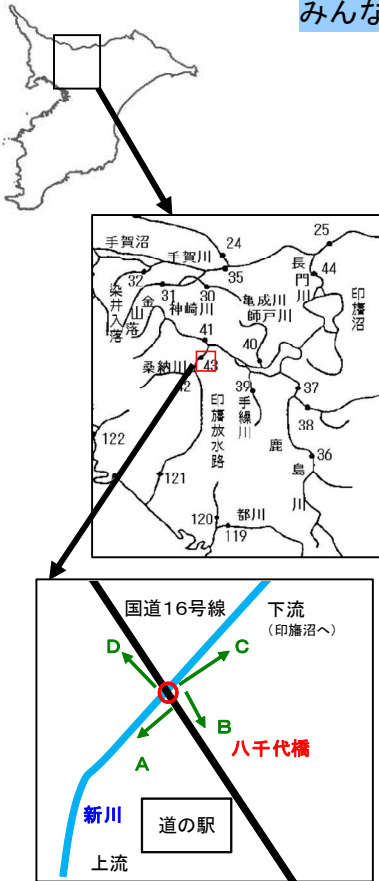 みんな
24
25
手賀沼
手賀川
35
長門川
44
32
31
30
印旛沼
染井入落
金山落
神崎川
亀成川
師戸川
41
40
桑納川
43
42
39
37
印旛放水路
手繰川
38
鹿島川
36
122
121
120
都川
119
国道16号線
下流
(印旛沼へ)
D
C
B
A
八千代橋
新川
道の駅
上流